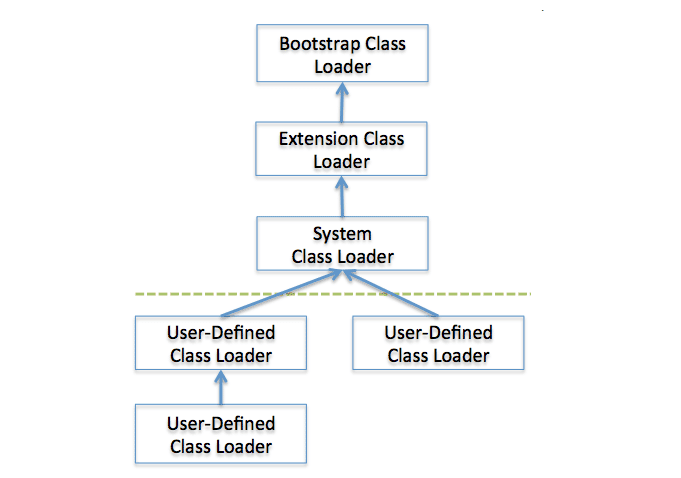 Bootstrap Class
Loader
Extension Class
Loader
System
Class Loader
User-Defined
Class Loader
User-Defined
Class Loader
User-Defined
Class Loader